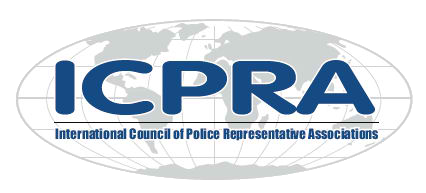 ICPRA
International Council of Police Representative Associations